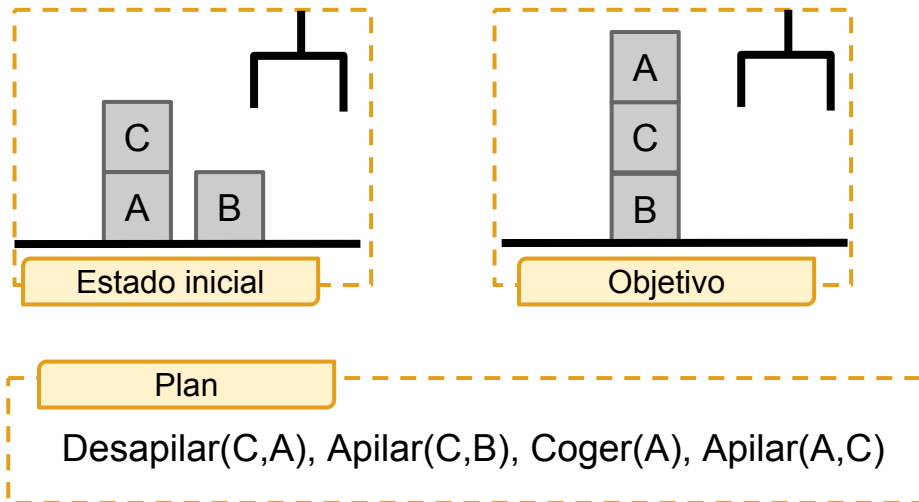 C
A
B
Estado inicial
A
C
B
Objetivo
Plan
Desapilar(C,A), Apilar(C,B), Coger(A), Apilar(A,C)